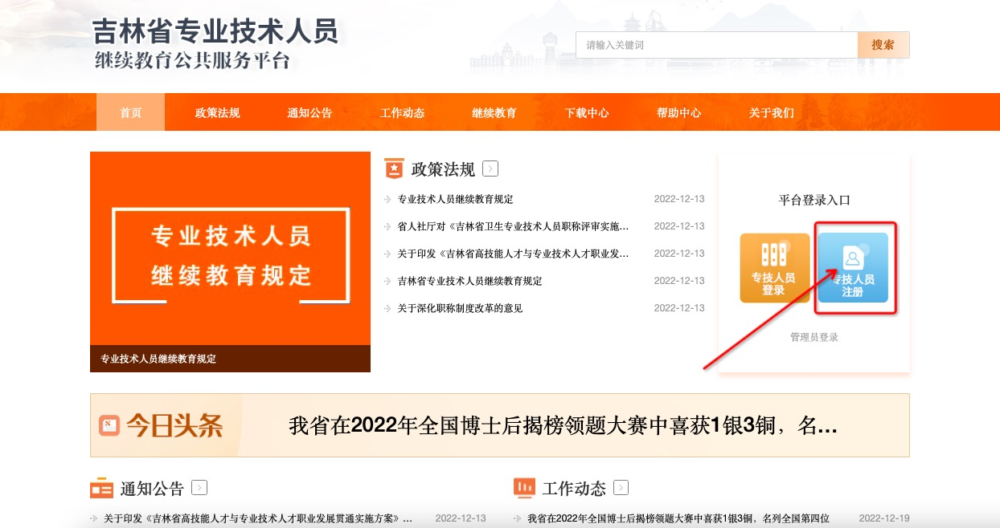 吉林省专业技术人员
继续教育公共服务平台
请输入关键词
搜索
首页
政策法规
通知公告
工作动态
继续教育
下载中心
帮助中心
关于我们
专业技术人员
继续教育规定
专业技术人员继续教育规定
政策法规
专业技术人员继续教育规定 2022-12-13
省人社厅对《吉林省卫生专业技术人员职称评审实施... 2022-12-13
关于印发《吉林省高技能人才与专业技术人才职业发... 2022-12-13
吉林省专业技术人员继续教育规定 2022-12-13
关于深化职称制度改革的意见 2022-12-13
平台登录入口
专技人员
登录
专技人员
注册
管理员登录
今日头条
我省在2022年全国博士后揭榜领题大赛中喜获1银3铜，名...
通知公告
关于印发《吉林省高技能人才与专业技术人才职业发展贯通实施方案》... 2022-12-13
工作动态
我省在2022年全国博士后揭榜领题大赛中喜获1银3铜，名列全国第四位 2022-12-19